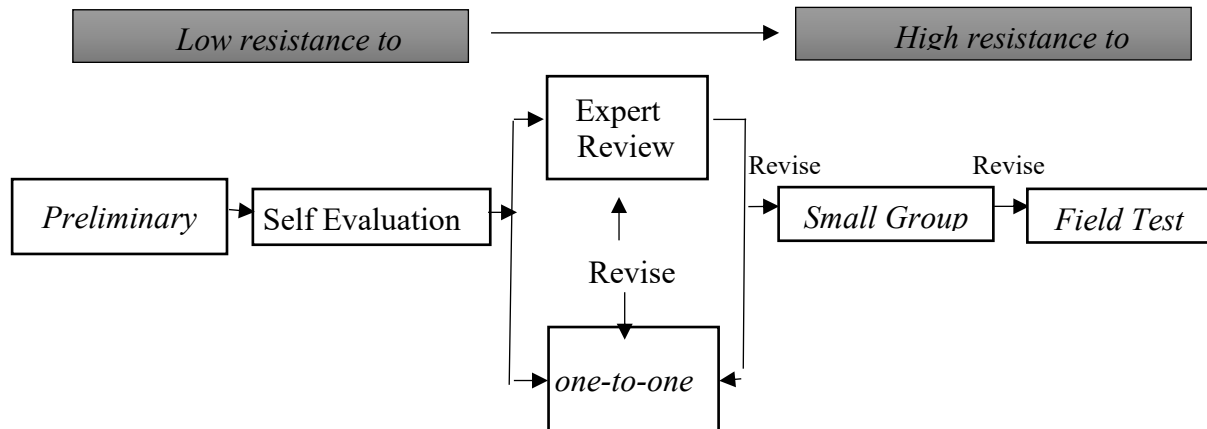 Low resistance to
High resistance to
Expert
Review
Revise
Revise
Preliminary
Self Evaluation
Small Group
Field Test
Revise
one-to-one